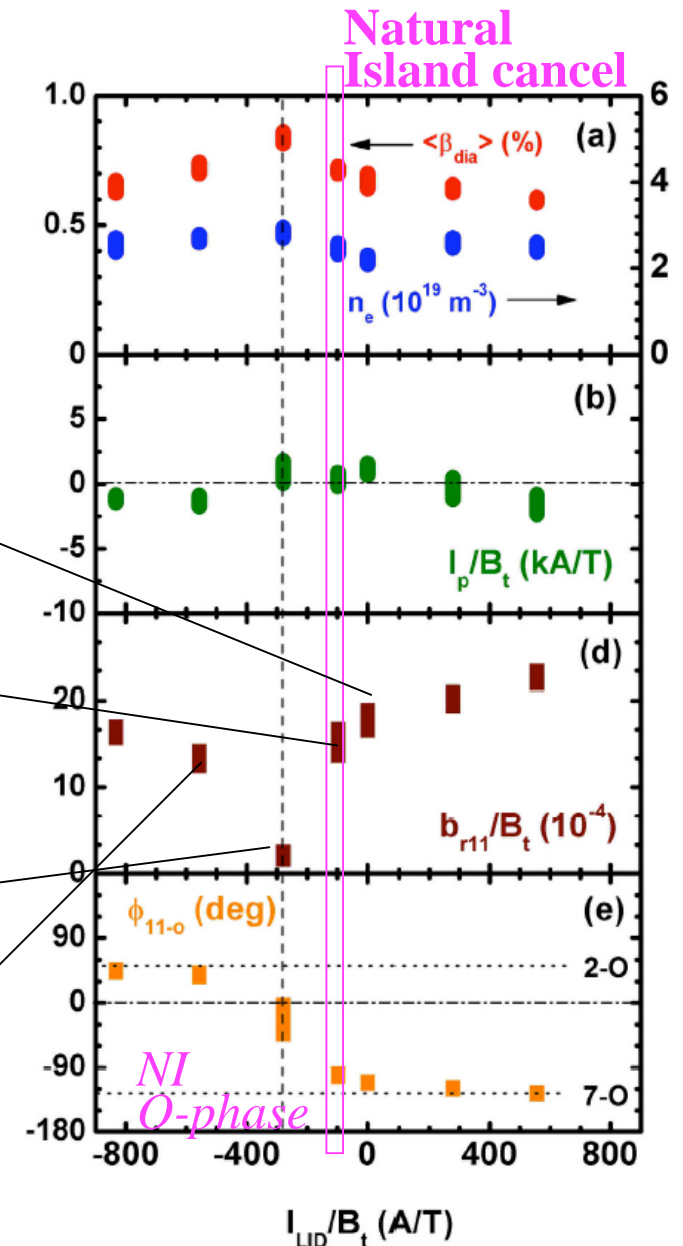 Natural
Island cancel
1.0
6
(a)
<β_dia> (%)
4
0.5
2
n_e (10^19 m^-3)
0
0
(b)
5
0
-5
I_p/B_t (kA/T)
-10
(d)
20
10
b_r11/B_t (10^-4)
0
ϕ_11-o (deg)
(e)
90
2-O
0
-90
NI
7-O
O-phase
-180
-800 -400 0 400 800
I_LID/B_t (A/T)